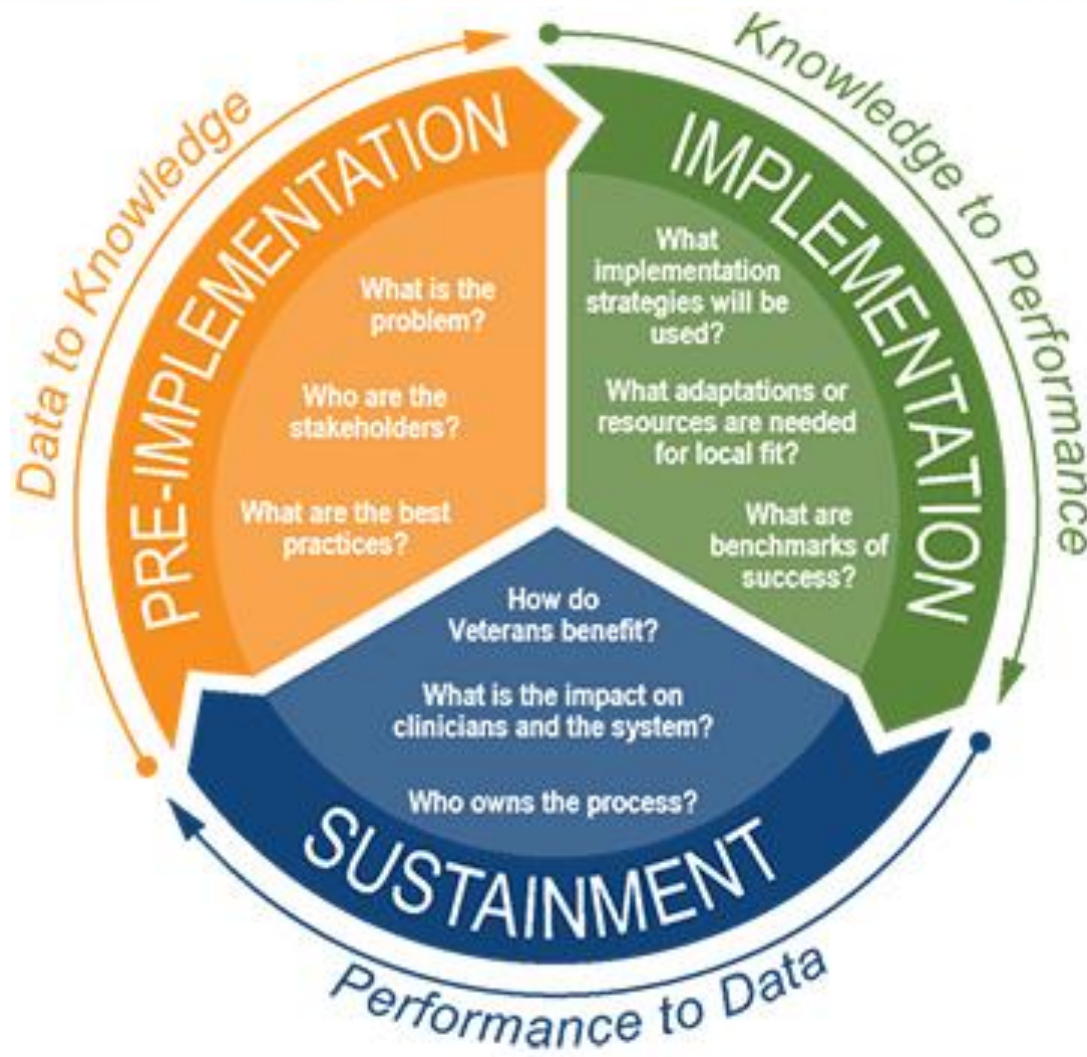 Data to Knowledge
PRE-IMPLEMENTATION
What is the
problem?
Who are the
stakeholders?
What are the best
practices?
Knowledge to Performance
IMPLEMENTATION
What
implementation
strategies will be
used?
What adaptations or
resources are needed
for local fit?
What are
benchmarks of
success?
How do
Veterans benefit?
What is the impact on
clinicians and the system?
Who owns the process?
SUSTAINMENT
Performance to Data